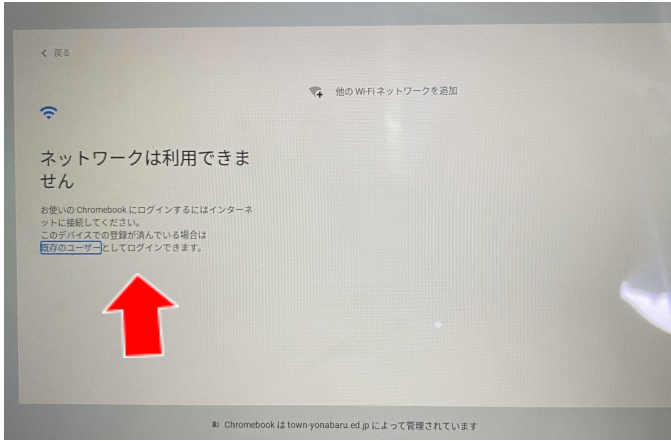 戻る
他の Wi-Fi ネットワークを追加
ネットワークは利用できま
せん
お使いの Chromebook にログインするにはインターネ
ットに接続してください。
このデバイスでの登録が済んでいる場合は
既存のユーザーとしてログインできます。
Chromebook は town-yonabaru.ed.jp によって管理されています